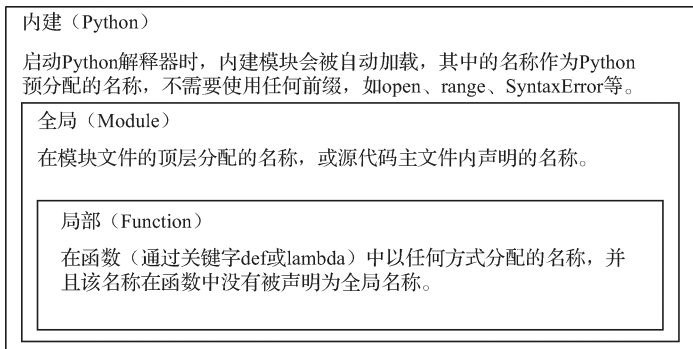 内建（Python）
启动Python解释器时，内建模块会被自动加载，其中的名称作为Python
预分配的名称，不需要使用任何前缀，如open、range、SyntaxError等。
全局（Module）
在模块文件的顶层分配的名称，或源代码主文件内声明的名称。
局部（Function）
在函数（通过关键字def或lambda）中以任何方式分配的名称，并
且该名称在函数中没有被声明为全局名称。